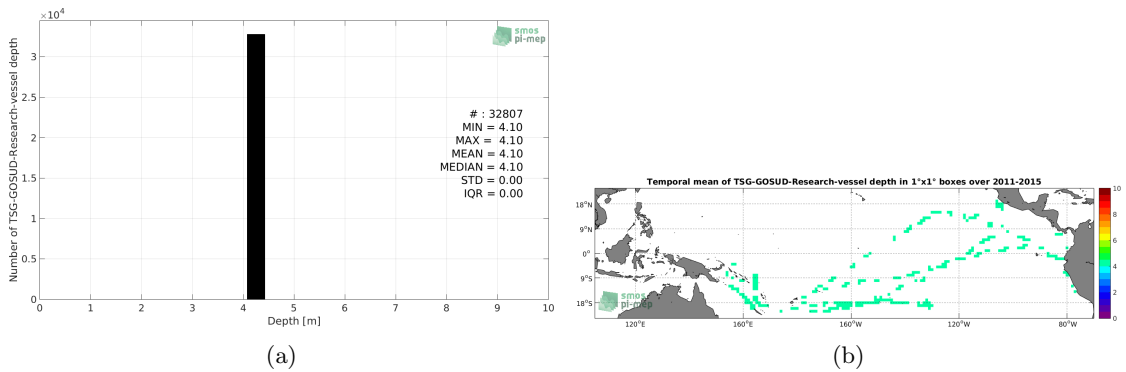 ×10⁴
smos
pi-mep
Number of TSG-GOSUD-Research-vessel depth
3
2.5
2
1.5
1
0.5
0
# : 32807
MIN = 4.10
MAX = 4.10
MEAN = 4.10
MEDIAN = 4.10
STD = 0.00
IQR = 0.00
0 1 2 3 4 5 6 7 8 9 10
Depth [m]
(a)
Temporal mean of TSG-GOSUD-Research-vessel depth in 1°x1° boxes over 2011-2015
18°N
9°N
0°
9°S
18°S
smos
pi-mep
120°E 160°E 160°W 120°W 80°W
10
8
6
4
2
0
(b)